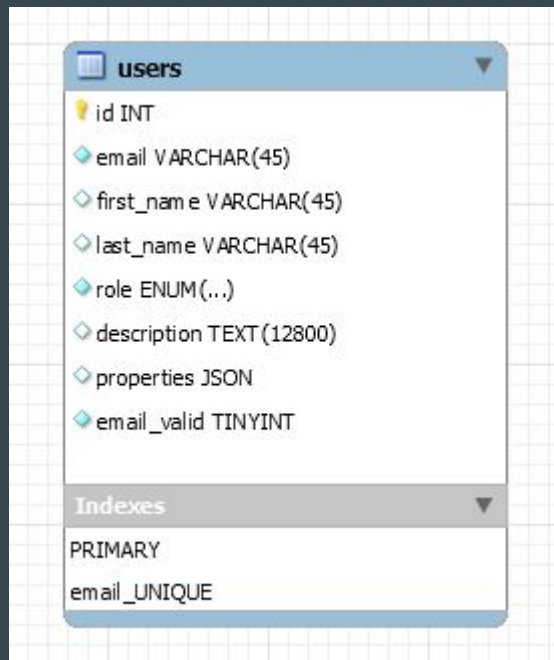 users
id INT
email VARCHAR(45)
first_name VARCHAR(45)
last_name VARCHAR(45)
role ENUM(...)
description TEXT(12800)
properties JSON
email_valid TINYINT
Indexes
PRIMARY
email_UNIQUE